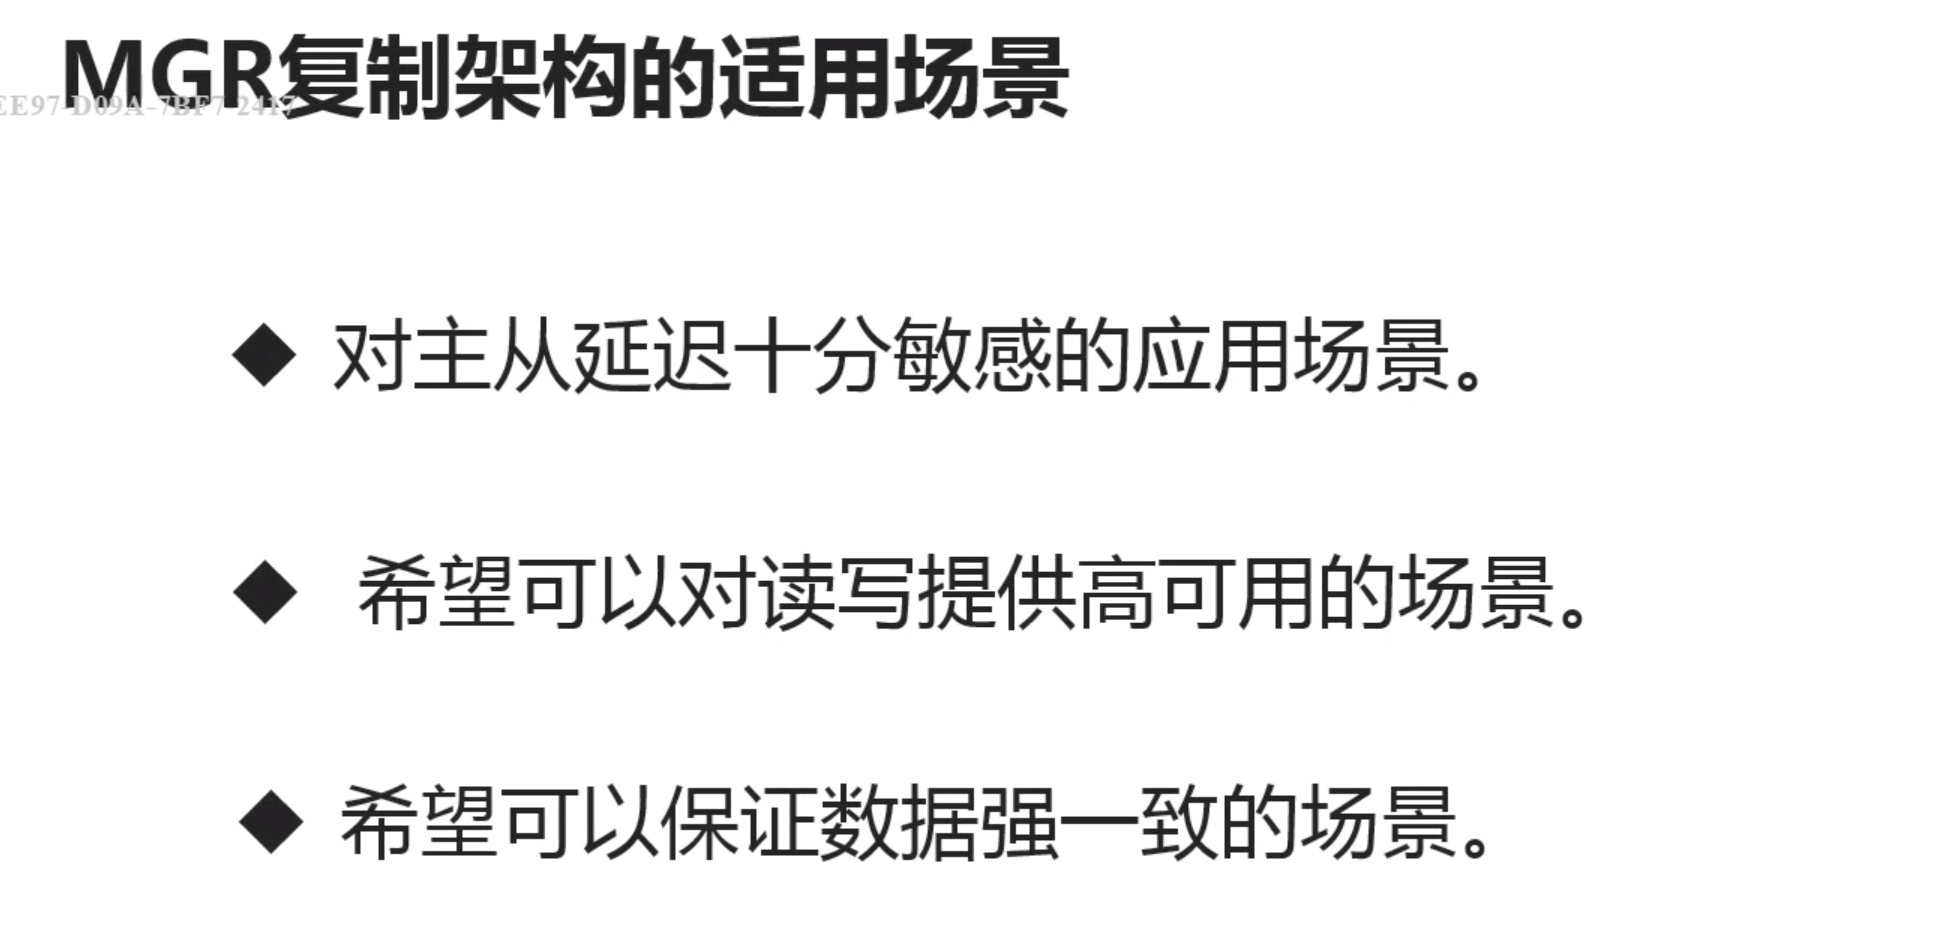 MGR复制架构的适用场景
EE97-D09A-7BF7-2417
◆ 对主从延迟十分敏感的应用场景。
◆ 希望可以对读写提供高可用的场景。
◆ 希望可以保证数据强一致的场景。